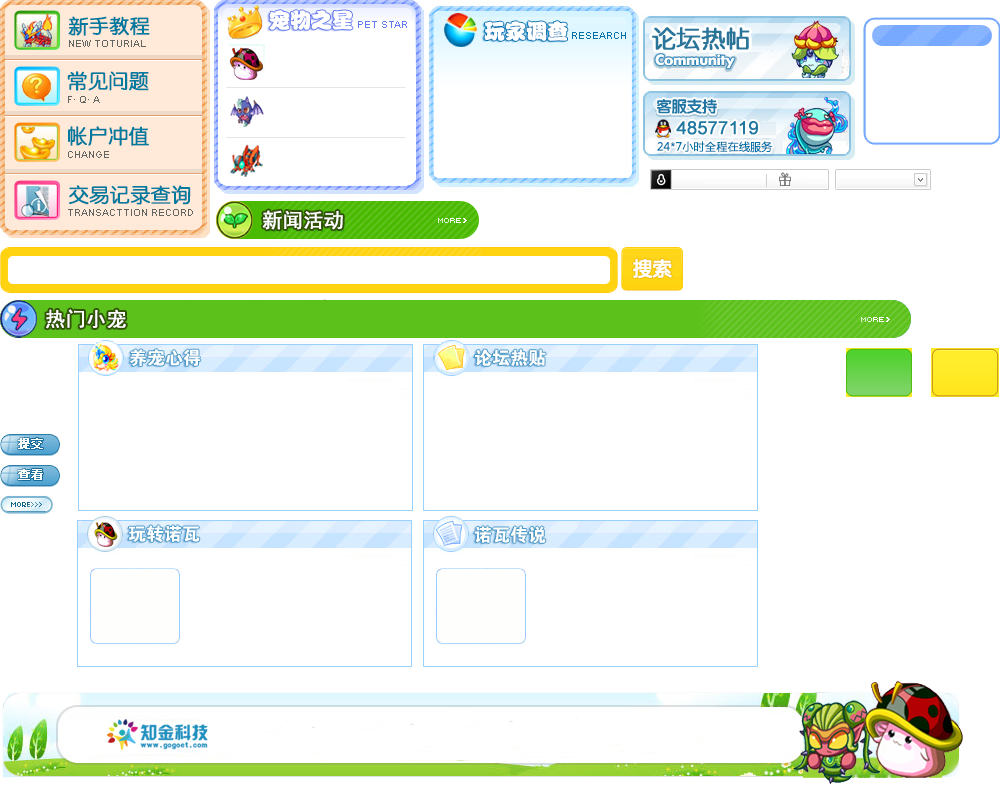 新手教程
NEW TOTURIAL
常见问题
F· Q· A
帐户冲值
CHANGE
交易记录查询
TRANSACTTION RECORD
宠物之星 PET STAR
玩家调查 RESEARCH
论坛热帖
Community
客服支持
48577119
24*7小时全程在线服务
新闻活动
MORE>
搜索
热门小宠
MORE>
养宠心得
论坛热贴
提交
查看
MORE>>>
玩转诺瓦
诺瓦传说
知金科技
www.gogoet.com